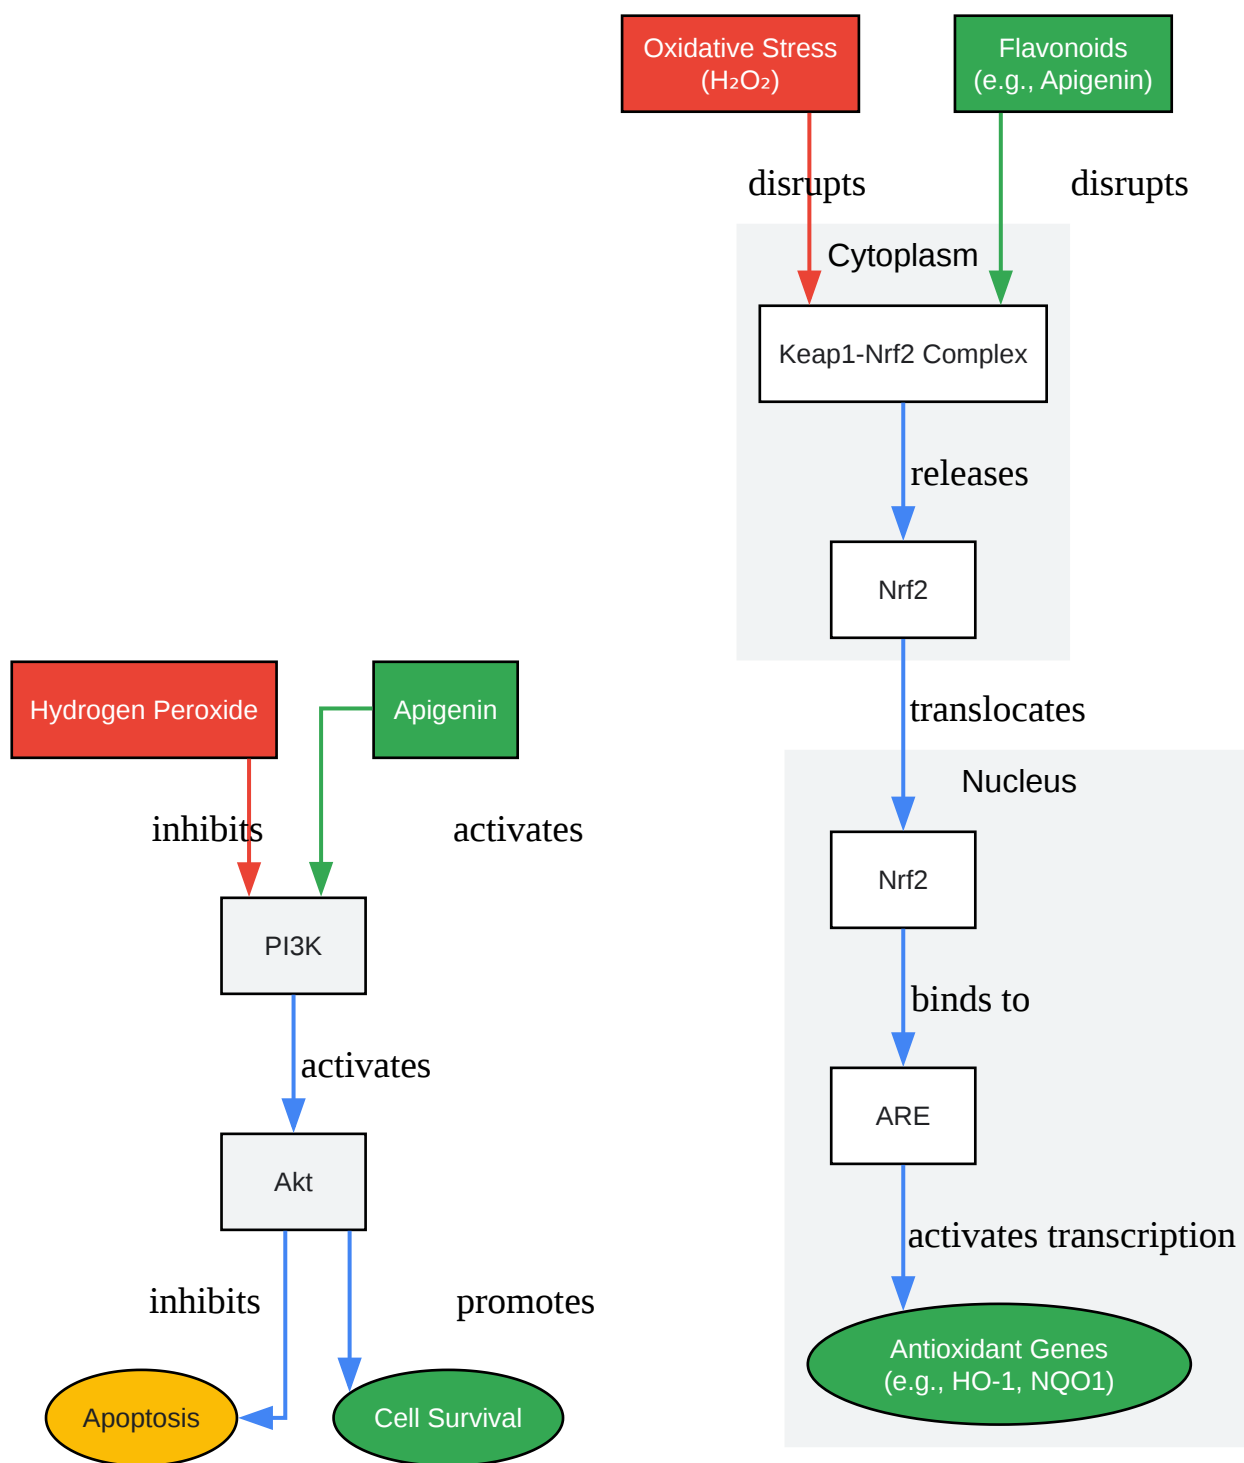 Oxidative Stress
(H₂O₂)
Flavonoids
(e.g., Apigenin)
disrupts
disrupts
Cytoplasm
Keap1-Nrf2 Complex
releases
Nrf2
translocates
Nucleus
Nrf2
binds to
ARE
activates transcription
Antioxidant Genes
(e.g., HO-1, NQO1)
Hydrogen Peroxide
Apigenin
inhibits
activates
PI3K
activates
Akt
inhibits
promotes
Apoptosis
Cell Survival